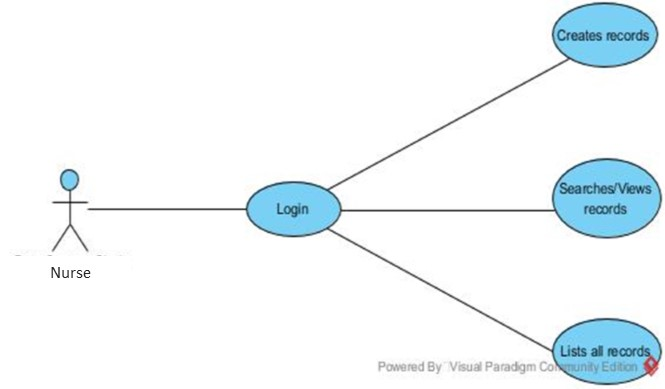 Creates records
Searches/Views
records
Login
Nurse
Lists all records
Powered By Visual Paradigm Community Edition